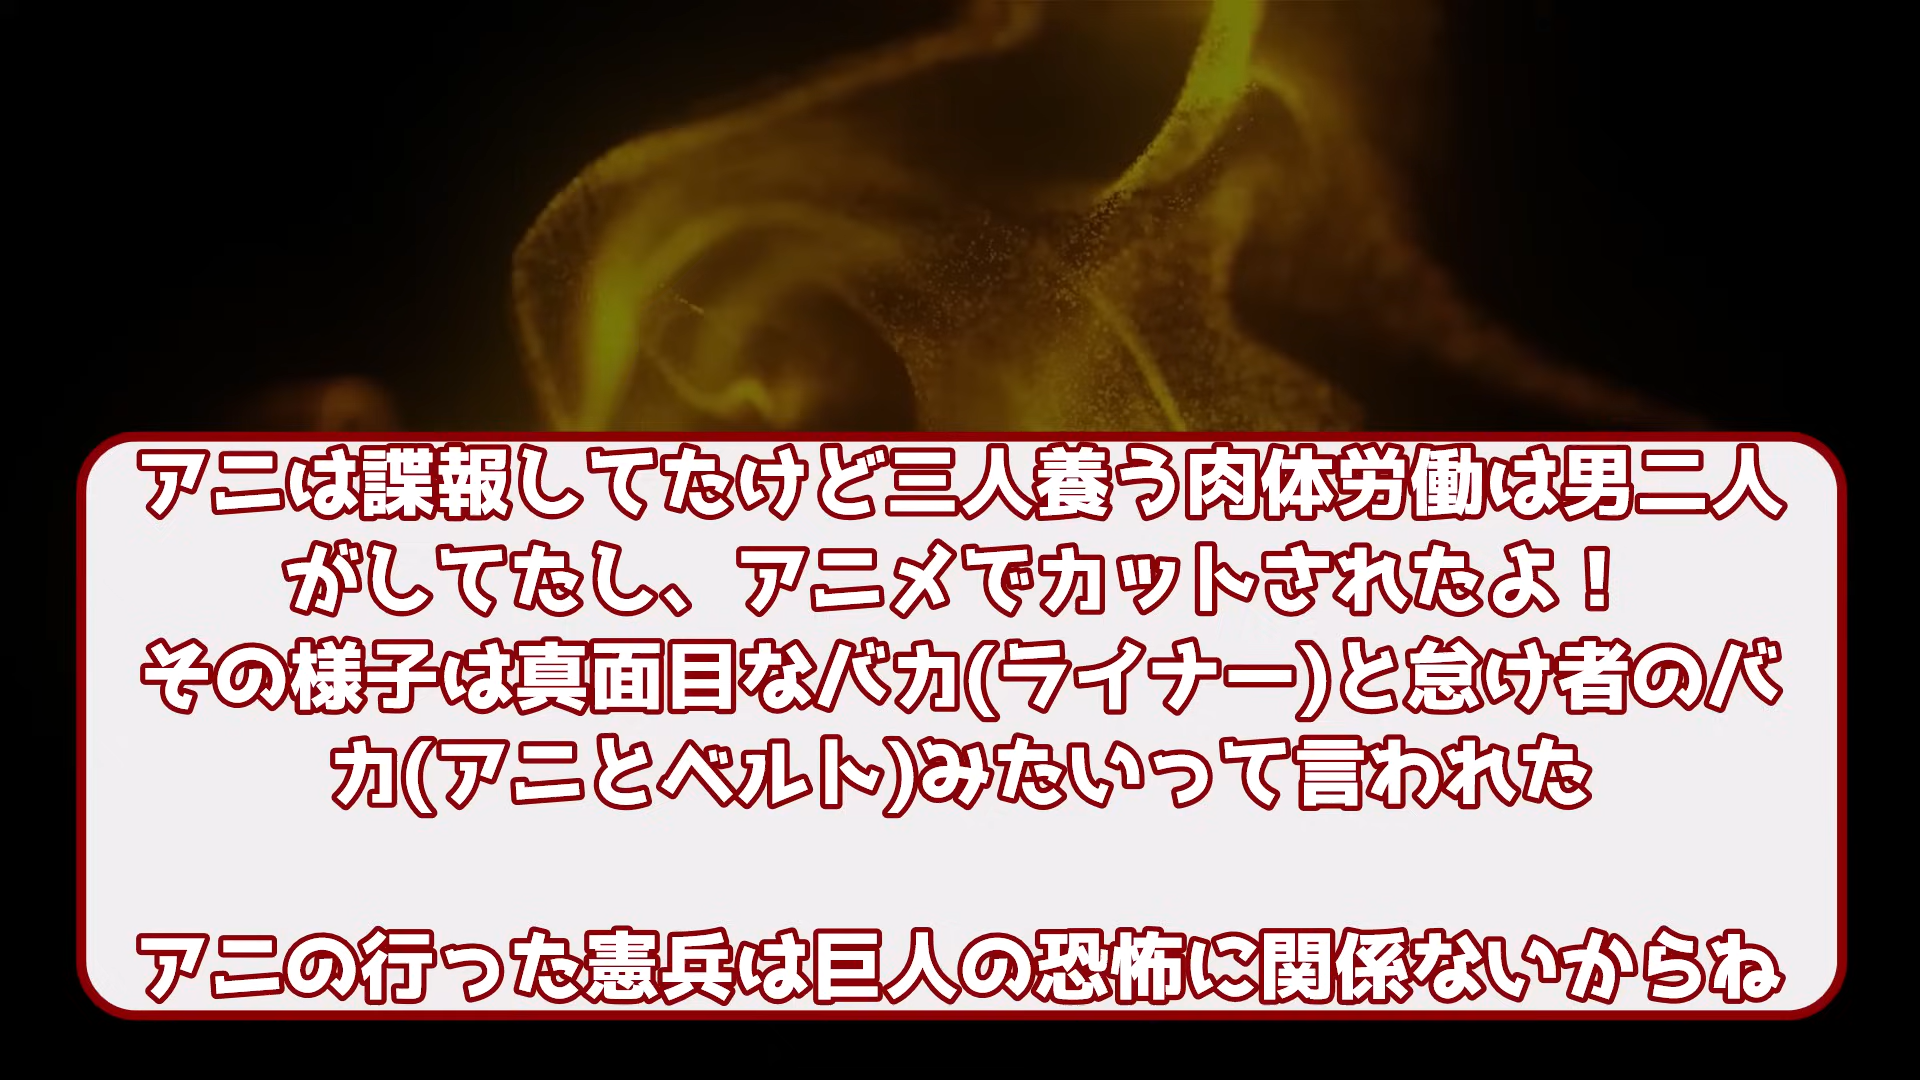 アニは諜報してたけど三人養う肉体労働は男二人
がしてたし、アニメでカットされたよ！
その様子は真面目なバカ(ライナー)と怠け者のバ
カ(アニとベルト)みたいって言われた
アニの行った憲兵は巨人の恐怖に関係ないからね